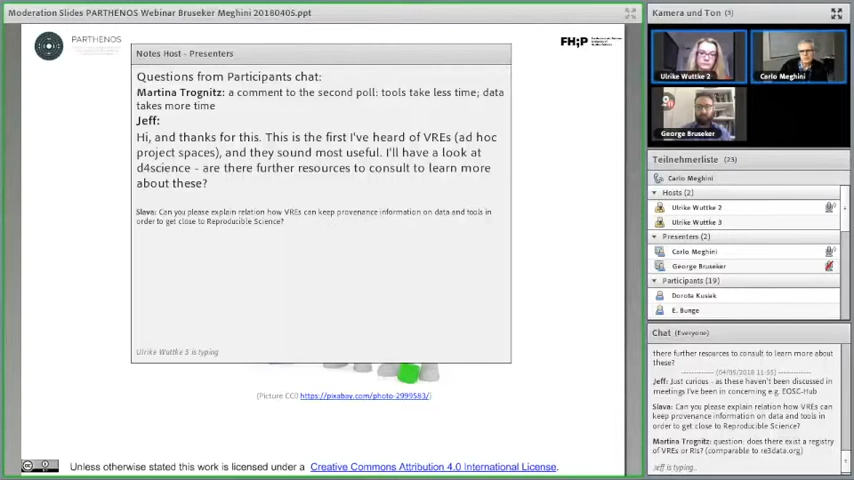 Moderation Slides PARTHENOS Webinar Bruseker Meghini 20180405.ppt
PARTHENOS
FH;P
Notes Host - Presenters
Questions from Participants chat:
Martina Trognitz: a comment to the second poll: tools take less time; data
takes more time
Jeff:
Hi, and thanks for this. This is the first I've heard of VREs (ad hoc
project spaces), and they sound most useful. I'll have a look at
d4science - are there further resources to consult to learn more
about these?
Slava: Can you please explain relation how VREs can keep provenance information on data and tools in
order to get close to Reproducible Science?
Ulrike Wuttke 3 is typing
(Picture CC0 https://pixabay.com/photo-2999583/)
Unless otherwise stated this work is licensed under a Creative Commons Attribution 4.0 International License.
Kamera und Ton (3)
Ulrike Wuttke 2
Carlo Meghini
George Bruseker
Teilnehmerliste (23)
Carlo Meghini
Hosts (2)
Ulrike Wuttke 2
Ulrike Wuttke 3
Presenters (2)
Carlo Meghini
George Bruseker
Participants (19)
Dorota Kusiak
E. Bunge
Chat (Everyone)
there further resources to consult to learn more about these?
(04/05/2018 11:55)
Jeff: Just curious - as these haven't been discussed in
meetings I've been in concerning e.g. EOSC-Hub
Slava: Can you please explain relation how VREs can
keep provenance information on data and tools in
order to get close to Reproducible Science?
Martina Trognitz: question: does there exist a registry
of VREs or RIs? (comparable to re3data.org)
Jeff is typing...